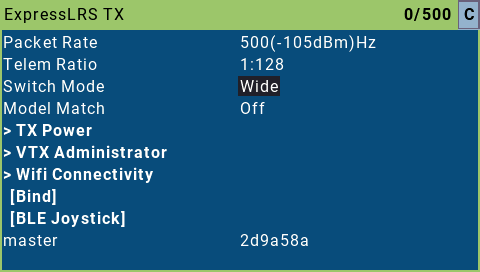 ExpressLRS TX 0/500 C
Packet Rate 500(-105dBm)Hz
Telem Ratio 1:128
Switch Mode Wide
Model Match Off
> TX Power
> VTX Administrator
> Wifi Connectivity
[Bind]
[BLE Joystick]
master 2d9a58a